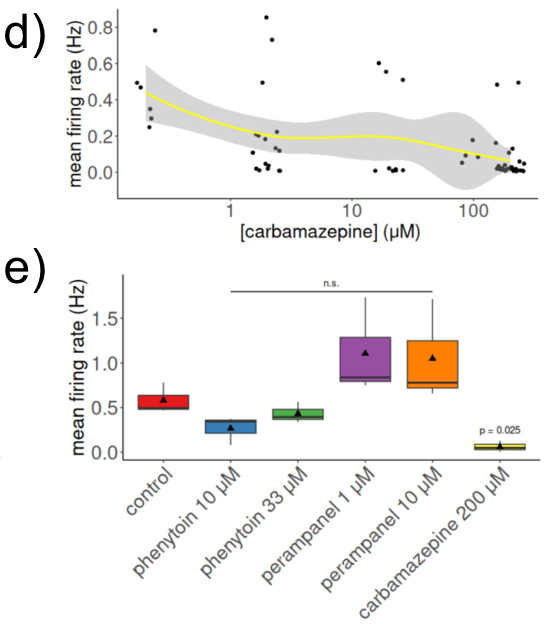 d)
mean firing rate (Hz)
0.8
0.6
0.4
0.2
0.0
1
10
100
[carbamazepine] (µM)
e)
mean firing rate (Hz)
1.5
1.0
0.5
0.0
n.s.
p = 0.025
control
phenytoin 10 µM
phenytoin 33 µM
perampanel 1 µM
perampanel 10 µM
carbamazepine 200 µM